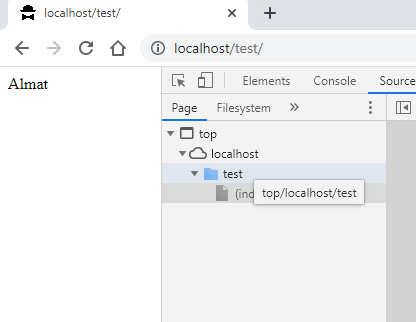 localhost/test/
localhost/test/
Almat
Elements Console Source
Page Filesystem
top
localhost
test
(ind
top/localhost/test